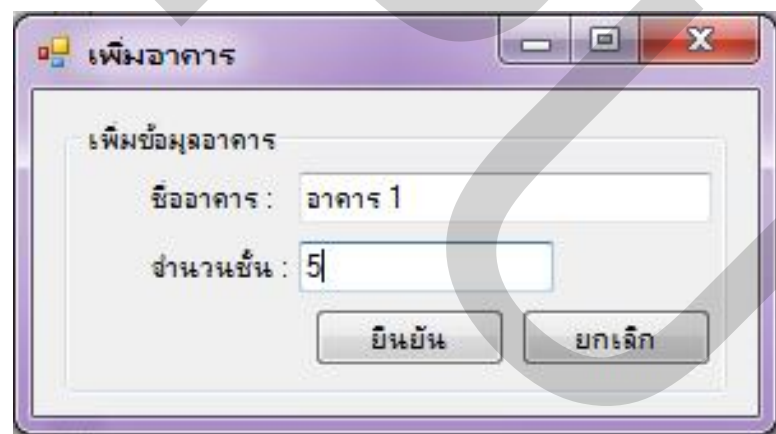 เพิ่มอาคาร
เพิ่มข้อมูลอาคาร
ชื่ออาคาร : อาคาร 1
จำนวนชั้น : 5
ยืนยัน ยกเลิก